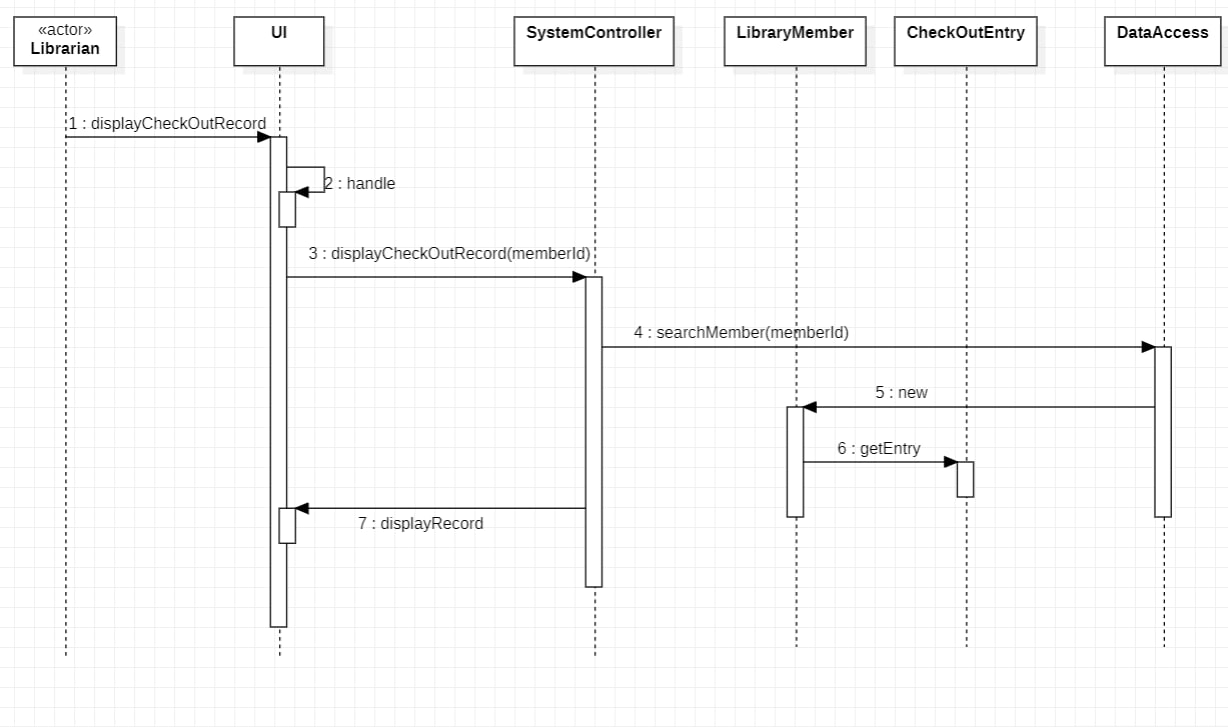 «actor»
Librarian
UI
SystemController
LibraryMember
CheckOutEntry
DataAccess
1 : displayCheckOutRecord
2 : handle
3 : displayCheckOutRecord(memberId)
4 : searchMember(memberId)
5 : new
6 : getEntry
7 : displayRecord